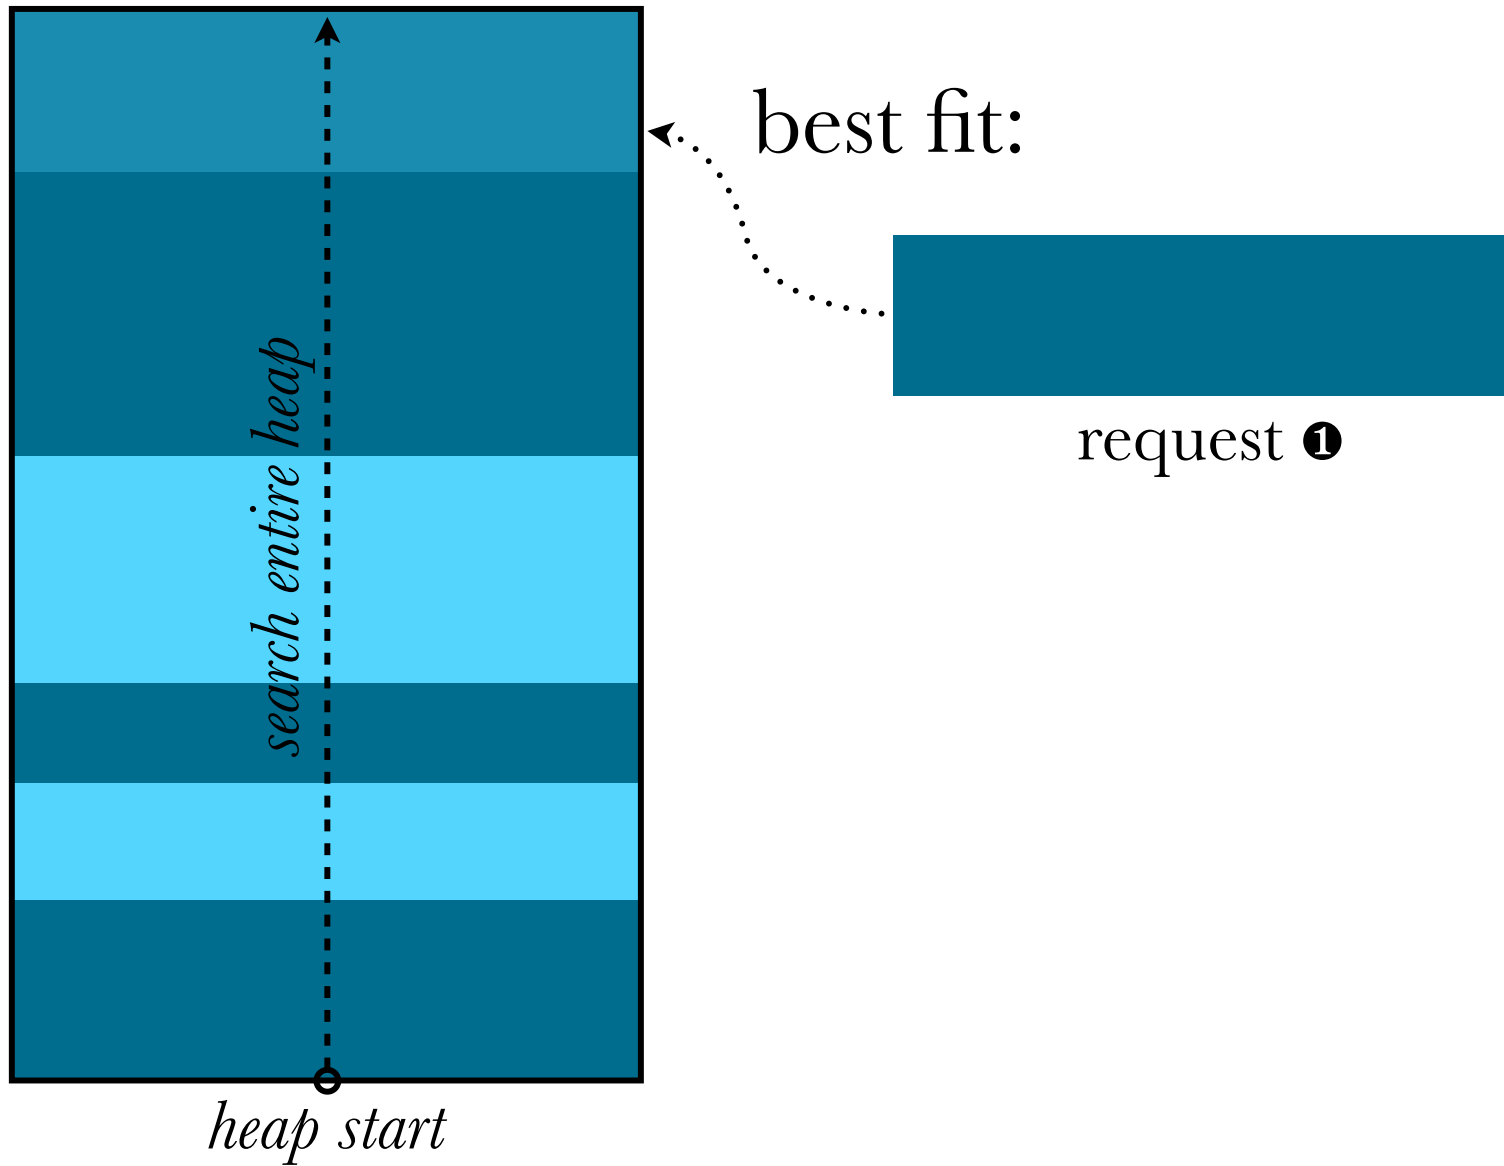 best fit:
request ❶
search entire heap
heap start